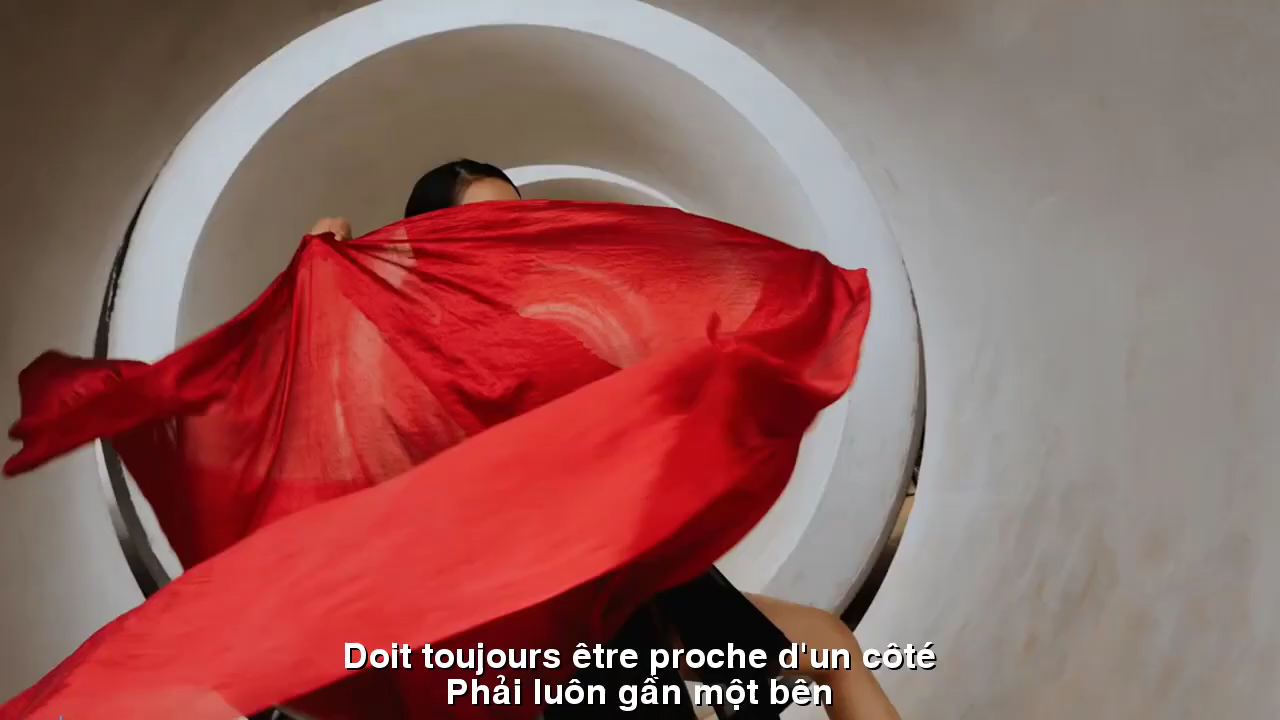 Doit toujours être proche d'un côté
Phải luôn gần một bên